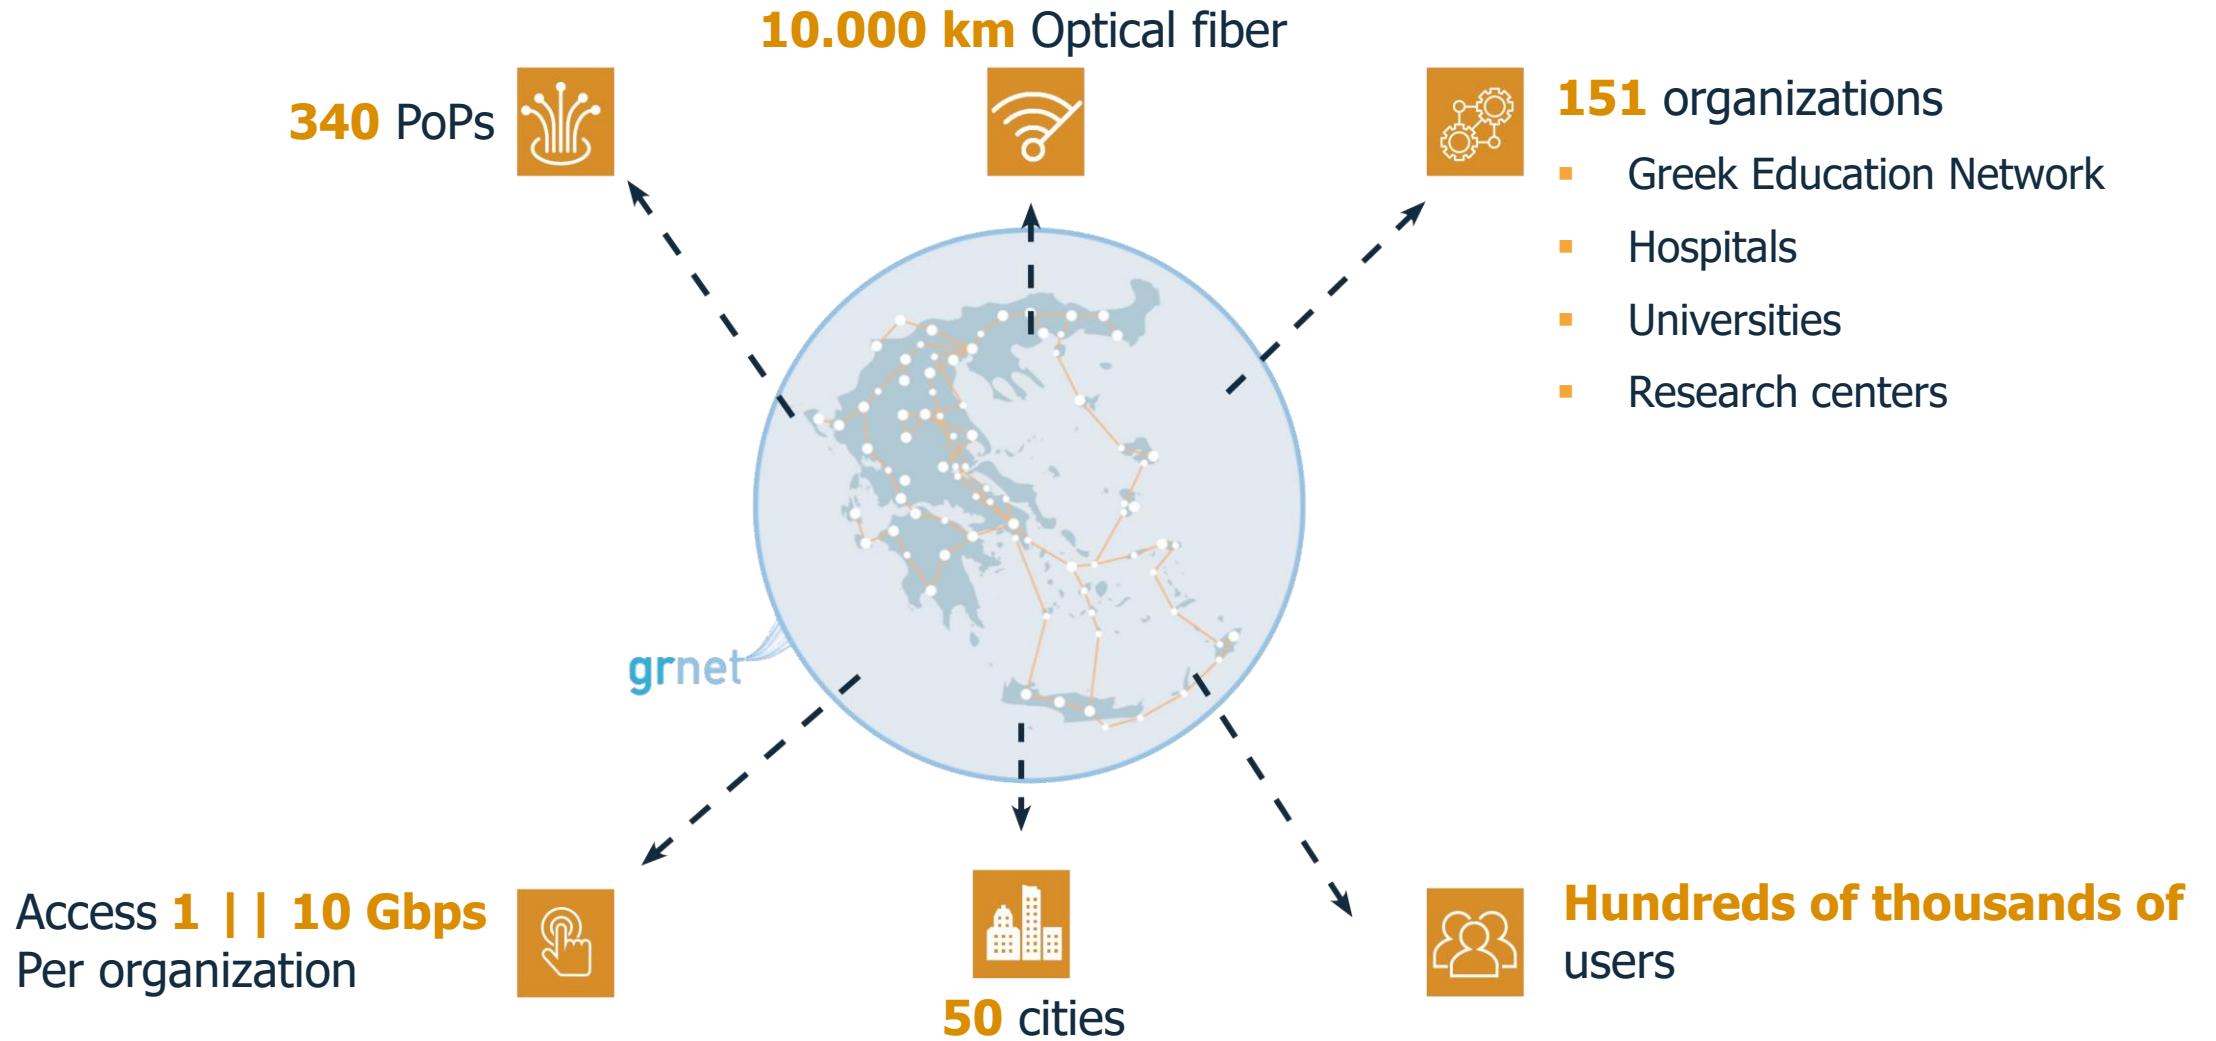 10.000 km Optical fiber
340 PoPs
151 organizations
▪ Greek Education Network
▪ Hospitals
▪ Universities
▪ Research centers
grnet
Access 1 || 10 Gbps
Per organization
50 cities
Hundreds of thousands of
users